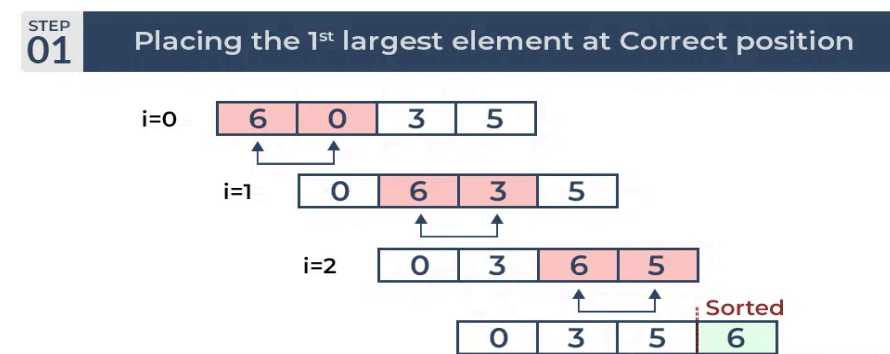 STEP
01
Placing the 1st largest element at Correct position
i=0 6 0 3 5
i=1 0 6 3 5
i=2 0 3 6 5
Sorted
0 3 5 6